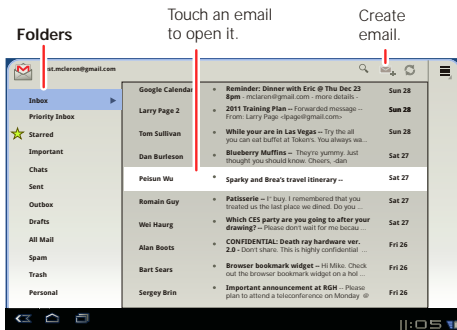 Folders
Touch an email
to open it.
Create
email.
st.mcleron@gmail.com
Inbox
Priority Inbox
Starred
Important
Chats
Sent
Outbox
Drafts
All Mail
Spam
Trash
Personal
Google Calendar
Reminder: Dinner with Eric @ Thu Dec 23
8pm - mclaron@gmail.com - more details -
Sun 28
Larry Page 2
2011 Training Plan -- Forwarded message --
From: Larry Page <lpage@gmail.com>
Sun 28
Tom Sullivan
While your are in Las Vegas -- Try the all
you can eat buffet at Token's. You always wa...
Sun 28
Dan Burleson
Blueberry Muffins -- They're yummy. Just
thought you should know. Cheers, -dan
Sat 27
Peisun Wu
Sparky and Brea's travel itinerary --
Sat 27
Romain Guy
Patisserie -- I' buy. I remembered that you
treated us the last place we dined. Do you ...
Sat 27
Wei Haurg
Which CES party are you going to after your
drawing? -- Please don't wait for me becau ...
Sat 27
Alan Boots
CONFIDENTIAL: Death ray hardware ver.
2.0 - Don't share. This is highly confidential ...
Fri 26
Bart Sears
Browser bookmark widget -- Hi Mike. Check
out the browser bookmark widget on a hol ...
Fri 26
Sergey Brin
Important announcement at RGH -- Please
plan to attend a teleconference on Monday @
Fri 26
11:05